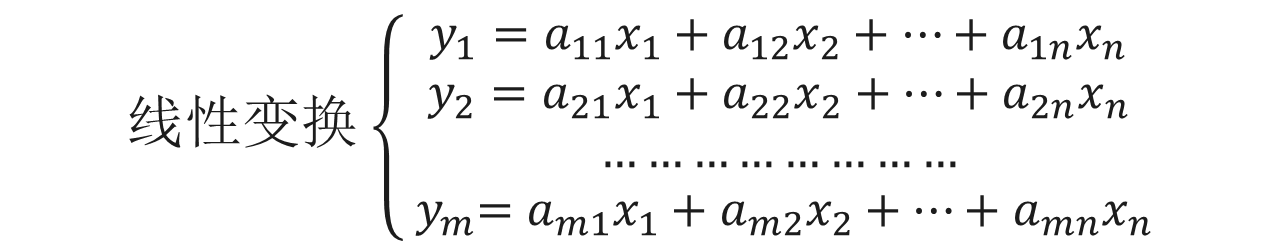 y₁ = a₁₁x₁ + a₁₂x₂ + ⋯ + a₁ₙxₙ
y₂ = a₂₁x₁ + a₂₂x₂ + ⋯ + a₂ₙxₙ
线性变换
… … … … … … … …
yₘ= aₘ₁x₁ + aₘ₂x₂ + ⋯ + aₘₙxₙ